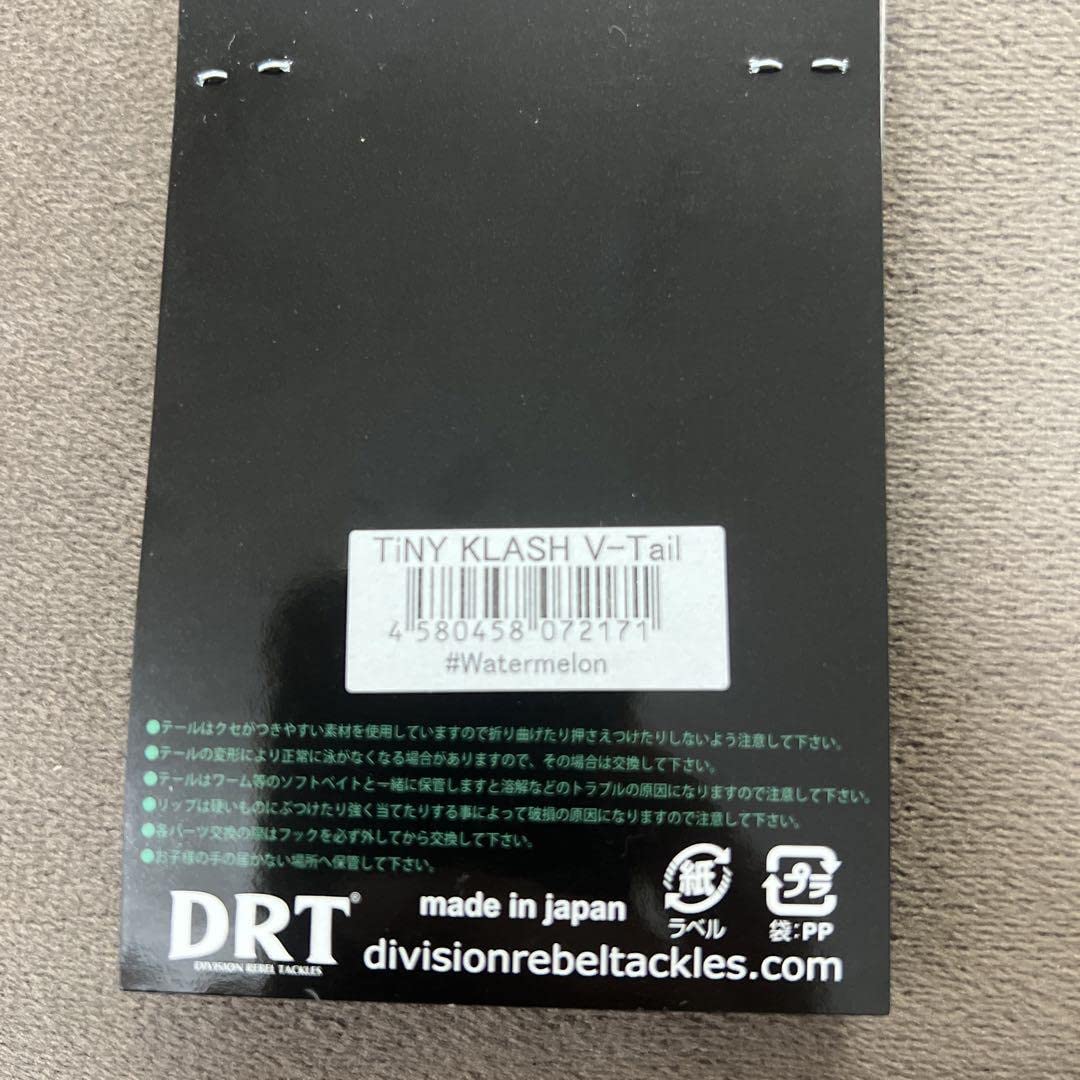 TiNY KLASH V-Tail
4 580458 072171
#Watermelon
●テールはクセがつきやすい素材を使用していますので折り曲げたり押さえつけたりしないよう注意して下さい。
●テールの変形により正常に泳がなくなる場合がありますので、その場合は交換して下さい。
●テールはワーム等のソフトベイトと一緒に保管しますと溶解などのトラブルの原因になりますので注意して下さい。
●リップは硬いものにぶつけたり強く当てたりする事によって破損の原因になりますので注意して下さい。
●各パーツ交換の際はフックを必ず外してから交換して下さい。
●お子様の手の届かない場所へ保管して下さい。
DRT®
DIVISION REBEL TACKLES
made in japan
divisionrebeltackles.com
紙
ラベル
プラ
袋:PP